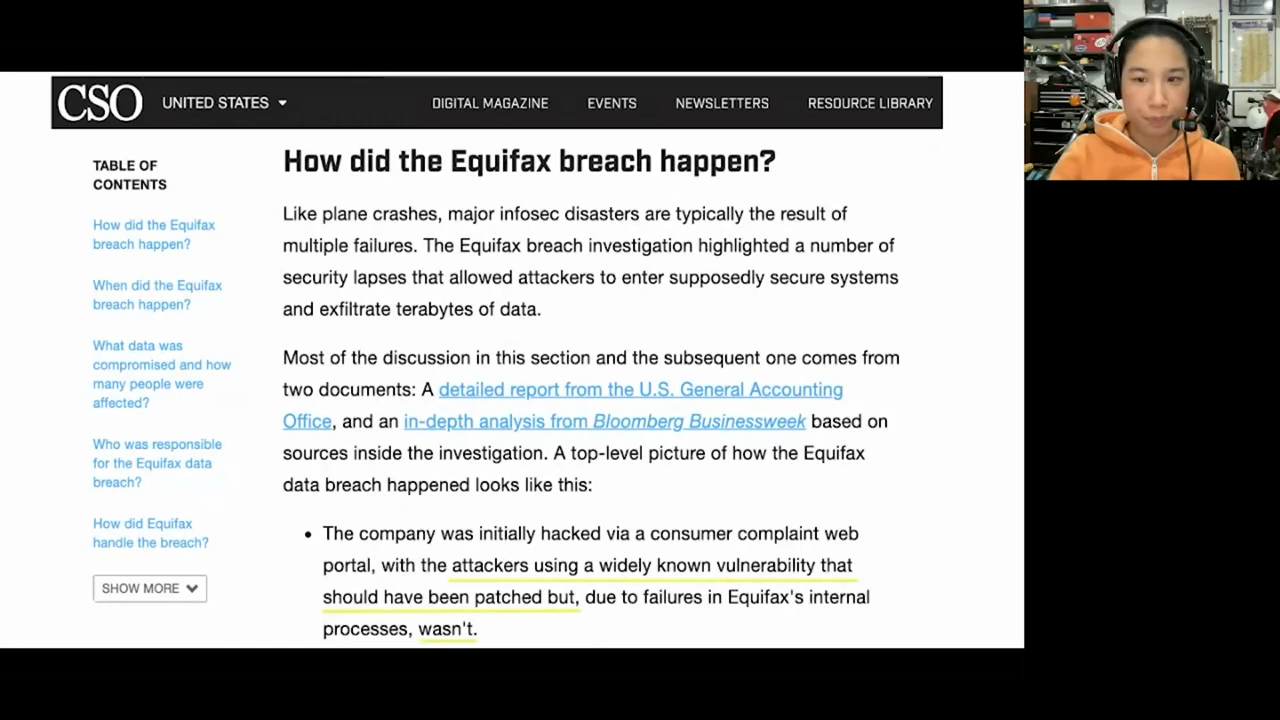 CSO UNITED STATES DIGITAL MAGAZINE EVENTS NEWSLETTERS RESOURCE LIBRARY
TABLE OF
CONTENTS
How did the Equifax
breach happen?
When did the Equifax
breach happen?
What data was
compromised and how
many people were
affected?
Who was responsible
for the Equifax data
breach?
How did Equifax
handle the breach?
SHOW MORE
How did the Equifax breach happen?
Like plane crashes, major infosec disasters are typically the result of
multiple failures. The Equifax breach investigation highlighted a number of
security lapses that allowed attackers to enter supposedly secure systems
and exfiltrate terabytes of data.
Most of the discussion in this section and the subsequent one comes from
two documents: A detailed report from the U.S. General Accounting
Office, and an in-depth analysis from Bloomberg Businessweek based on
sources inside the investigation. A top-level picture of how the Equifax
data breach happened looks like this:
• The company was initially hacked via a consumer complaint web
portal, with the attackers using a widely known vulnerability that
should have been patched but, due to failures in Equifax's internal
processes, wasn't.